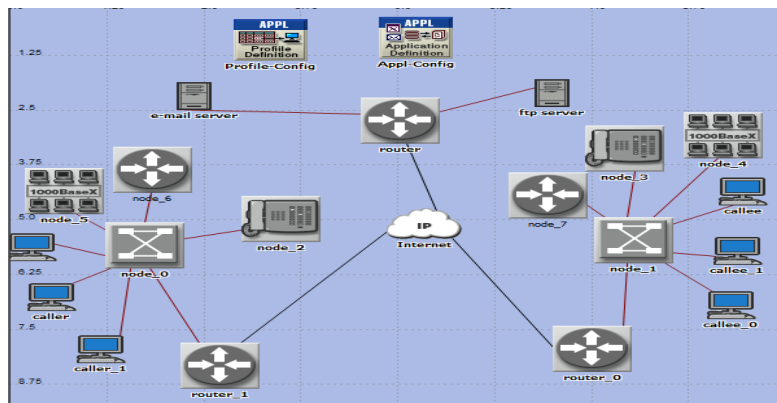 APPL
Profile
Definition
Profile-Config
APPL
Application
Definition
Appl-Config
1.25
e-mail server
ftp server
2.5
router
1000BaseX
node_4
3.75
node_3
node_6
1000BaseX
node_5
callee
5.0
node_7
node_2
IP
Internet
node_0
node_1
callee_1
6.25
caller
callee_0
7.5
caller_1
router_1
router_0
8.75